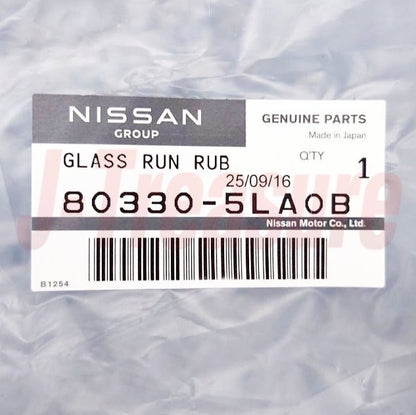 NISSAN
GROUP
GENUINE PARTS
Made in Japan
GLASS RUN RUB
Q'TY 1
25/09/16
80330-5LA0B
Nissan Motor Co., Ltd.
B1254
J-Treasure